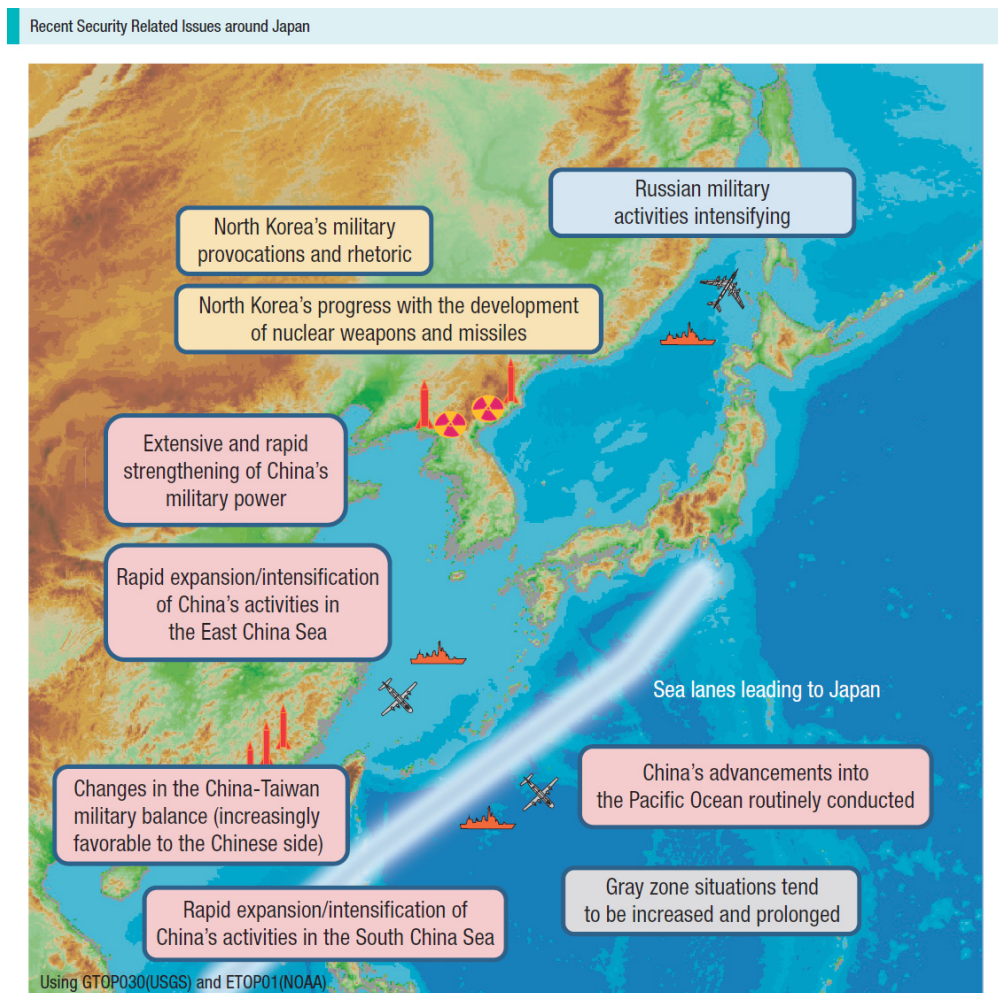 Recent Security Related Issues around Japan
Russian military
activities intensifying
North Korea's military
provocations and rhetoric
North Korea's progress with the development
of nuclear weapons and missiles
Extensive and rapid
strengthening of China's
military power
Rapid expansion/intensification
of China's activities in
the East China Sea
Sea lanes leading to Japan
China's advancements into
the Pacific Ocean routinely conducted
Changes in the China-Taiwan
military balance (increasingly
favorable to the Chinese side)
Gray zone situations tend
to be increased and prolonged
Rapid expansion/intensification of
China's activities in the South China Sea
Using GTOP030(USGS) and ETOP01(NOAA)